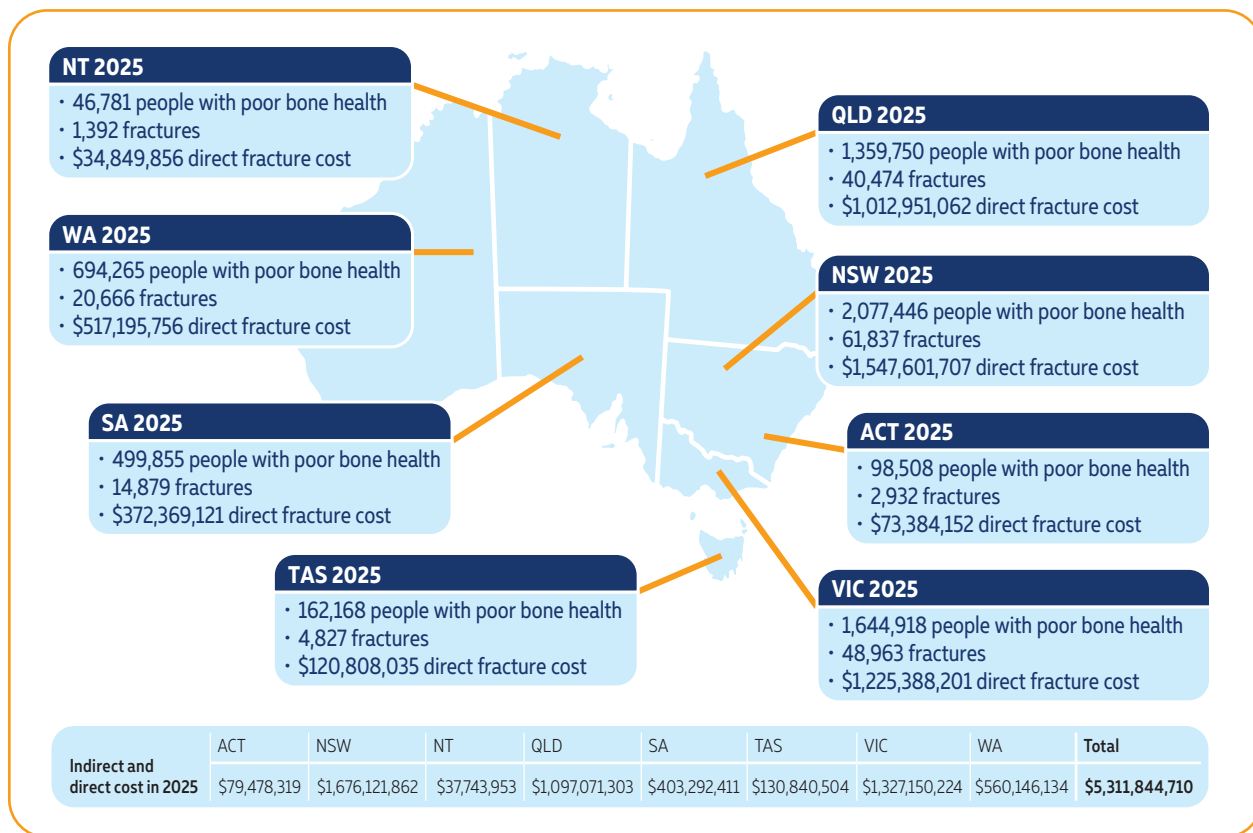 NT 2025
· 46,781 people with poor bone health
· 1,392 fractures
· $34,849,856 direct fracture cost
QLD 2025
· 1,359,750 people with poor bone health
· 40,474 fractures
· $1,012,951,062 direct fracture cost
WA 2025
· 694,265 people with poor bone health
· 20,666 fractures
· $517,195,756 direct fracture cost
NSW 2025
· 2,077,446 people with poor bone health
· 61,837 fractures
· $1,547,601,707 direct fracture cost
SA 2025
· 499,855 people with poor bone health
· 14,879 fractures
· $372,369,121 direct fracture cost
ACT 2025
· 98,508 people with poor bone health
· 2,932 fractures
· $73,384,152 direct fracture cost
TAS 2025
· 162,168 people with poor bone health
· 4,827 fractures
· $120,808,035 direct fracture cost
VIC 2025
· 1,644,918 people with poor bone health
· 48,963 fractures
· $1,225,388,201 direct fracture cost
ACT NSW NT QLD SA TAS VIC WA Total
Indirect and
direct cost in 2025 $79,478,319 $1,676,121,862 $37,743,953 $1,097,071,303 $403,292,411 $130,840,504 $1,327,150,224 $560,146,134 $5,311,844,710